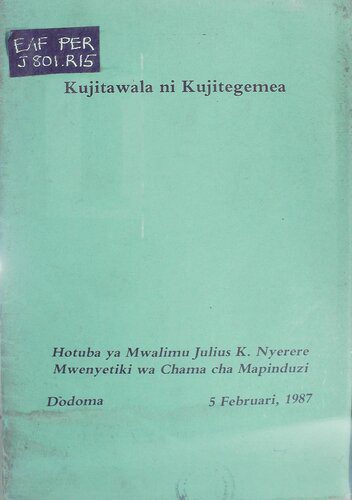 EAF PER
J801.R15
Kujitawala ni Kujitegemea
Hotuba ya Mwalimu Julius K. Nyerere
Mwenyetiki wa Chama cha Mapinduzi
Dodoma 5 Februari, 1987